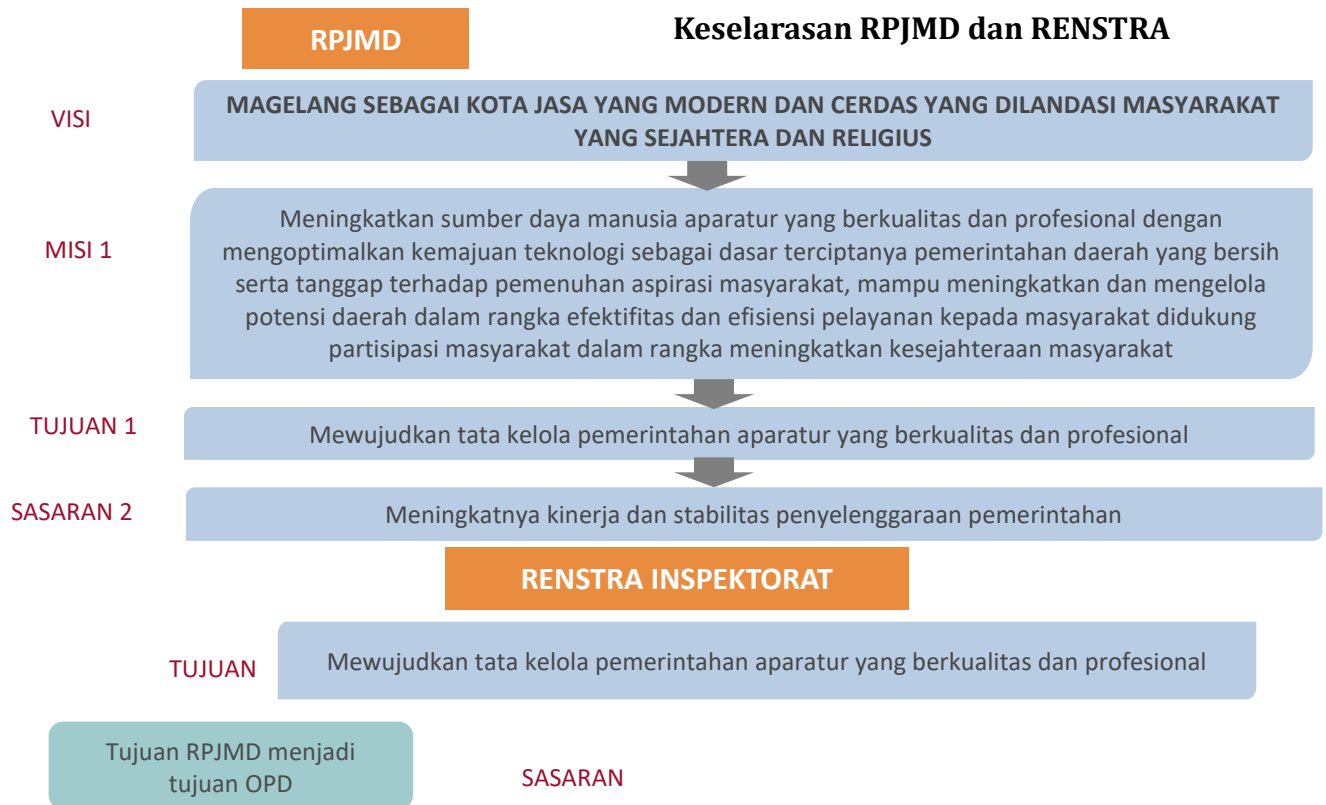 RPJMD
Keselarasan RPJMD dan RENSTRA
VISI
MAGELANG SEBAGAI KOTA JASA YANG MODERN DAN CERDAS YANG DILANDASI MASYARAKAT
YANG SEJAHTERA DAN RELIGIUS
MISI 1
Meningkatkan sumber daya manusia aparatur yang berkualitas dan profesional dengan
mengoptimalkan kemajuan teknologi sebagai dasar terciptanya pemerintahan daerah yang bersih
serta tanggap terhadap pemenuhan aspirasi masyarakat, mampu meningkatkan dan mengelola
potensi daerah dalam rangka efektifitas dan efisiensi pelayanan kepada masyarakat didukung
partisipasi masyarakat dalam rangka meningkatkan kesejahteraan masyarakat
TUJUAN 1
Mewujudkan tata kelola pemerintahan aparatur yang berkualitas dan profesional
SASARAN 2
Meningkatnya kinerja dan stabilitas penyelenggaraan pemerintahan
RENSTRA INSPEKTORAT
TUJUAN
Mewujudkan tata kelola pemerintahan aparatur yang berkualitas dan profesional
Tujuan RPJMD menjadi
tujuan OPD
SASARAN